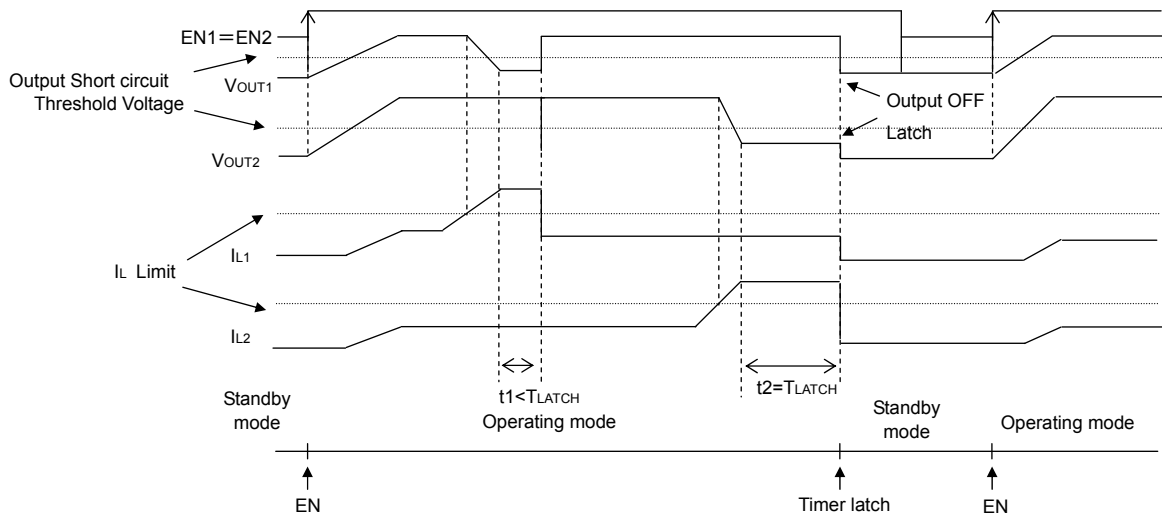 EN1=EN2
Output Short circuit
Threshold Voltage
VOUT1
Output OFF
Latch
VOUT2
IL1
IL Limit
IL2
t1<TLATCH
t2=TLATCH
Standby
mode
Operating mode
Standby
mode
Operating mode
EN
Timer latch
EN